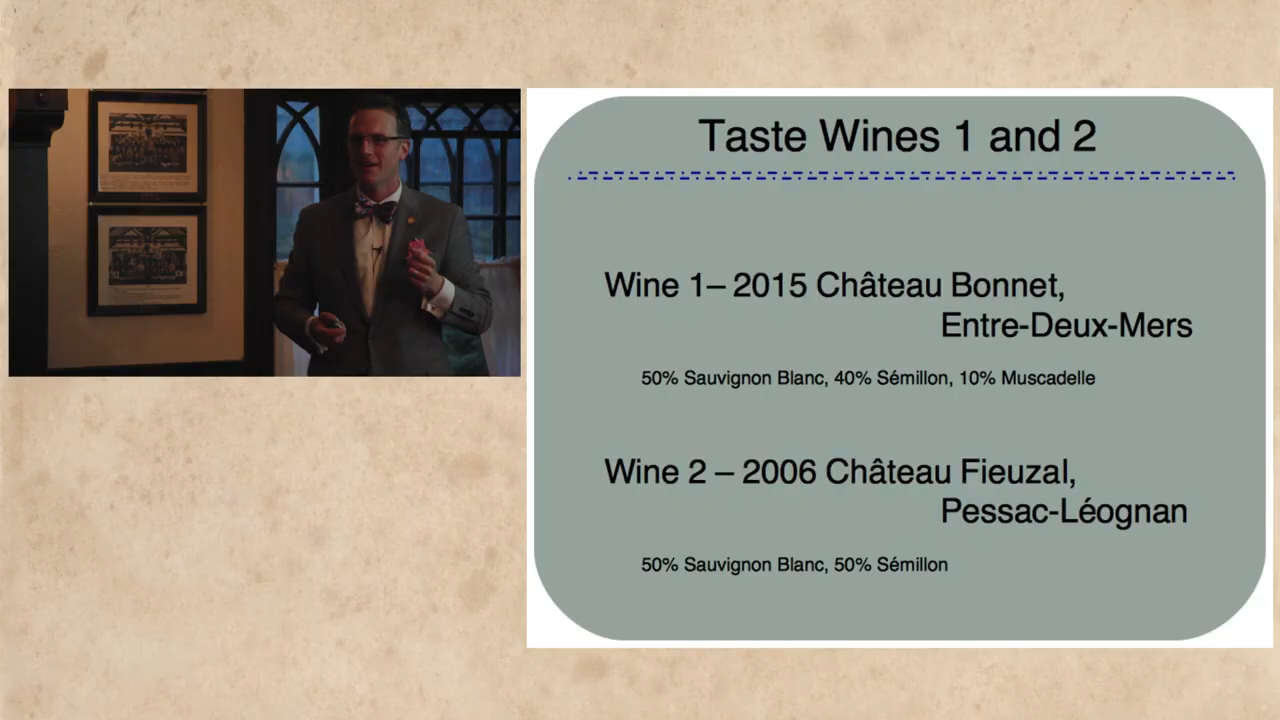 Taste Wines 1 and 2
Wine 1– 2015 Château Bonnet,
Entre-Deux-Mers
50% Sauvignon Blanc, 40% Sémillon, 10% Muscadelle
Wine 2 – 2006 Château Fieuzal,
Pessac-Léognan
50% Sauvignon Blanc, 50% Sémillon